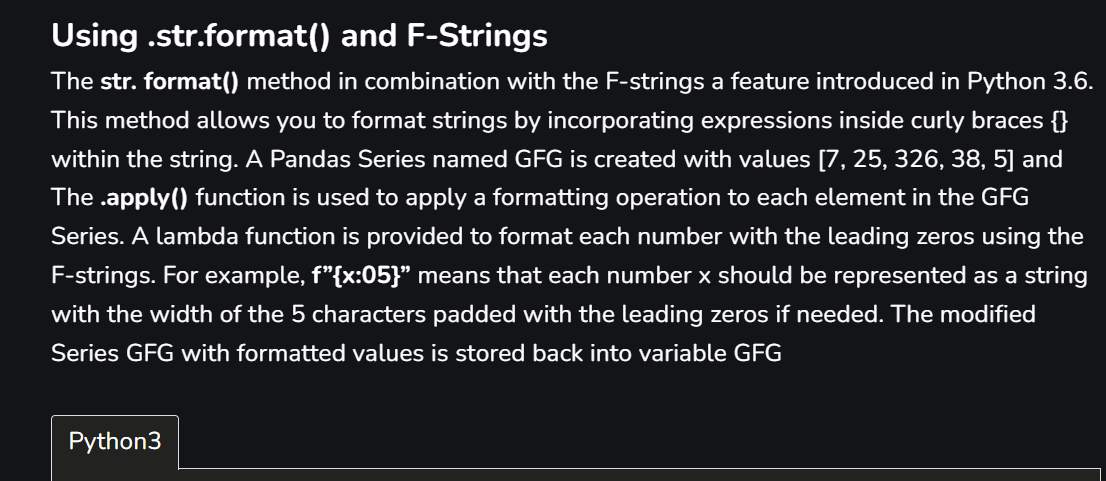 Using .str.format() and F-Strings
The str. format() method in combination with the F-strings a feature introduced in Python 3.6.
This method allows you to format strings by incorporating expressions inside curly braces {}
within the string. A Pandas Series named GFG is created with values [7, 25, 326, 38, 5] and
The .apply() function is used to apply a formatting operation to each element in the GFG
Series. A lambda function is provided to format each number with the leading zeros using the
F-strings. For example, f”{x:05}” means that each number x should be represented as a string
with the width of the 5 characters padded with the leading zeros if needed. The modified
Series GFG with formatted values is stored back into variable GFG
Python3